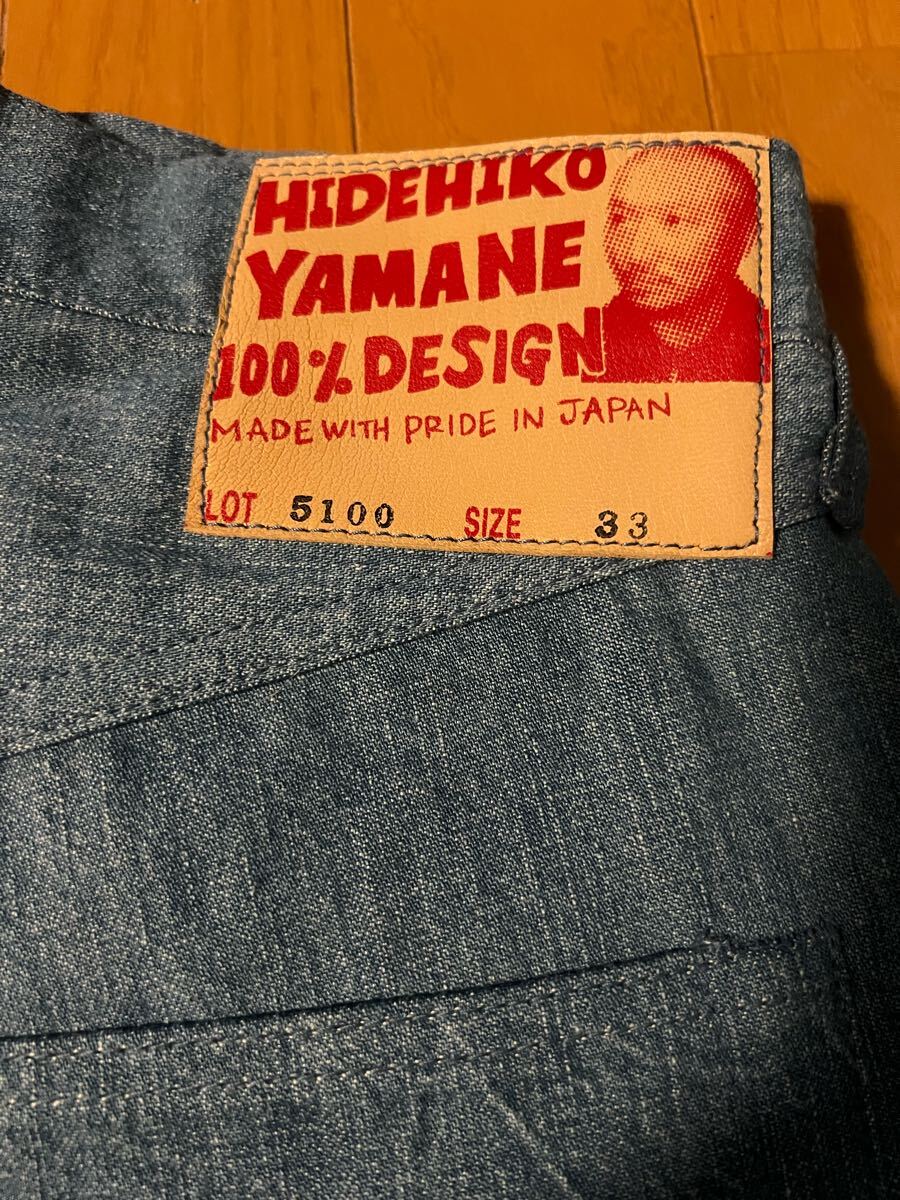 HIDEHIKO
YAMANE
100% DESIGN
MADE WITH PRIDE IN JAPAN
LOT 5100 SIZE 33